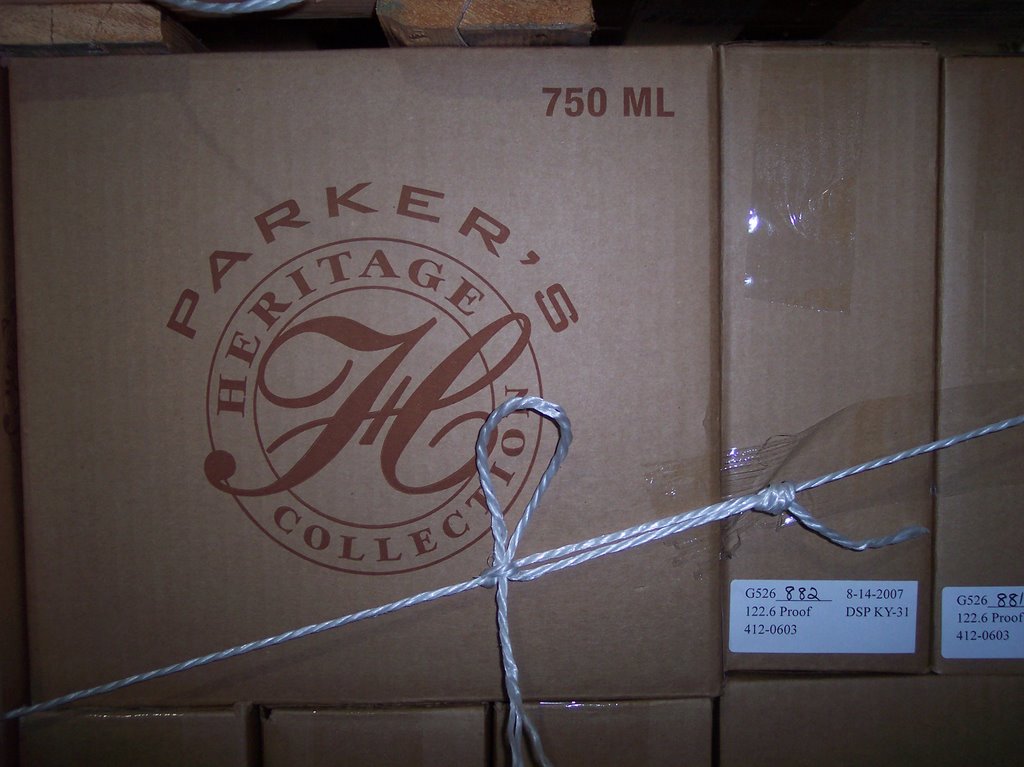 750 ML
PARKER'S
HERITAGE
H
COLLECTION
G526 882 8-14-2007
122.6 Proof DSP KY-31
412-0603
G526 881
122.6 Proof
412-0603